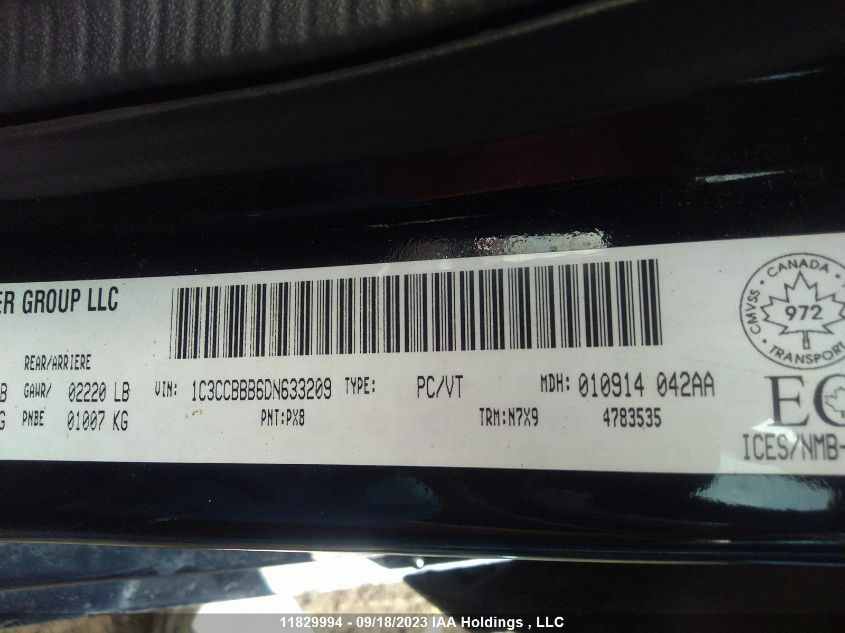 ER GROUP LLC
REAR/ARRIERE
B GAWR/ 02220 LB VIN: 1C3CCBBB6DN633209 TYPE: PC/VT MDH: 010914 042AA
G PNBE 01007 KG PNT:PX8 TRM:N7X9 4783535
CANADA
CMVSS
972
TRANSPORT
ICES/NMB-
11829994 - 09/18/2023 IAA Holdings , LLC